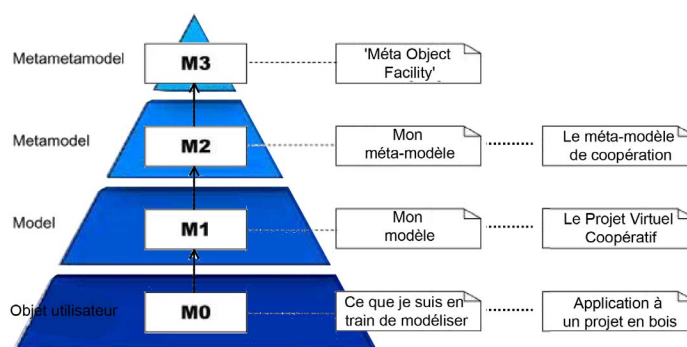 Metametamodel
M3
'Méta Object
Facility'
Metamodel
M2
Mon
méta-modèle
Le méta-modèle
de coopération
Model
M1
Mon
modèle
Le Projet Virtuel
Coopératif
Objet utilisateur
M0
Ce que je suis en
train de modéliser
Application à
un projet en bois